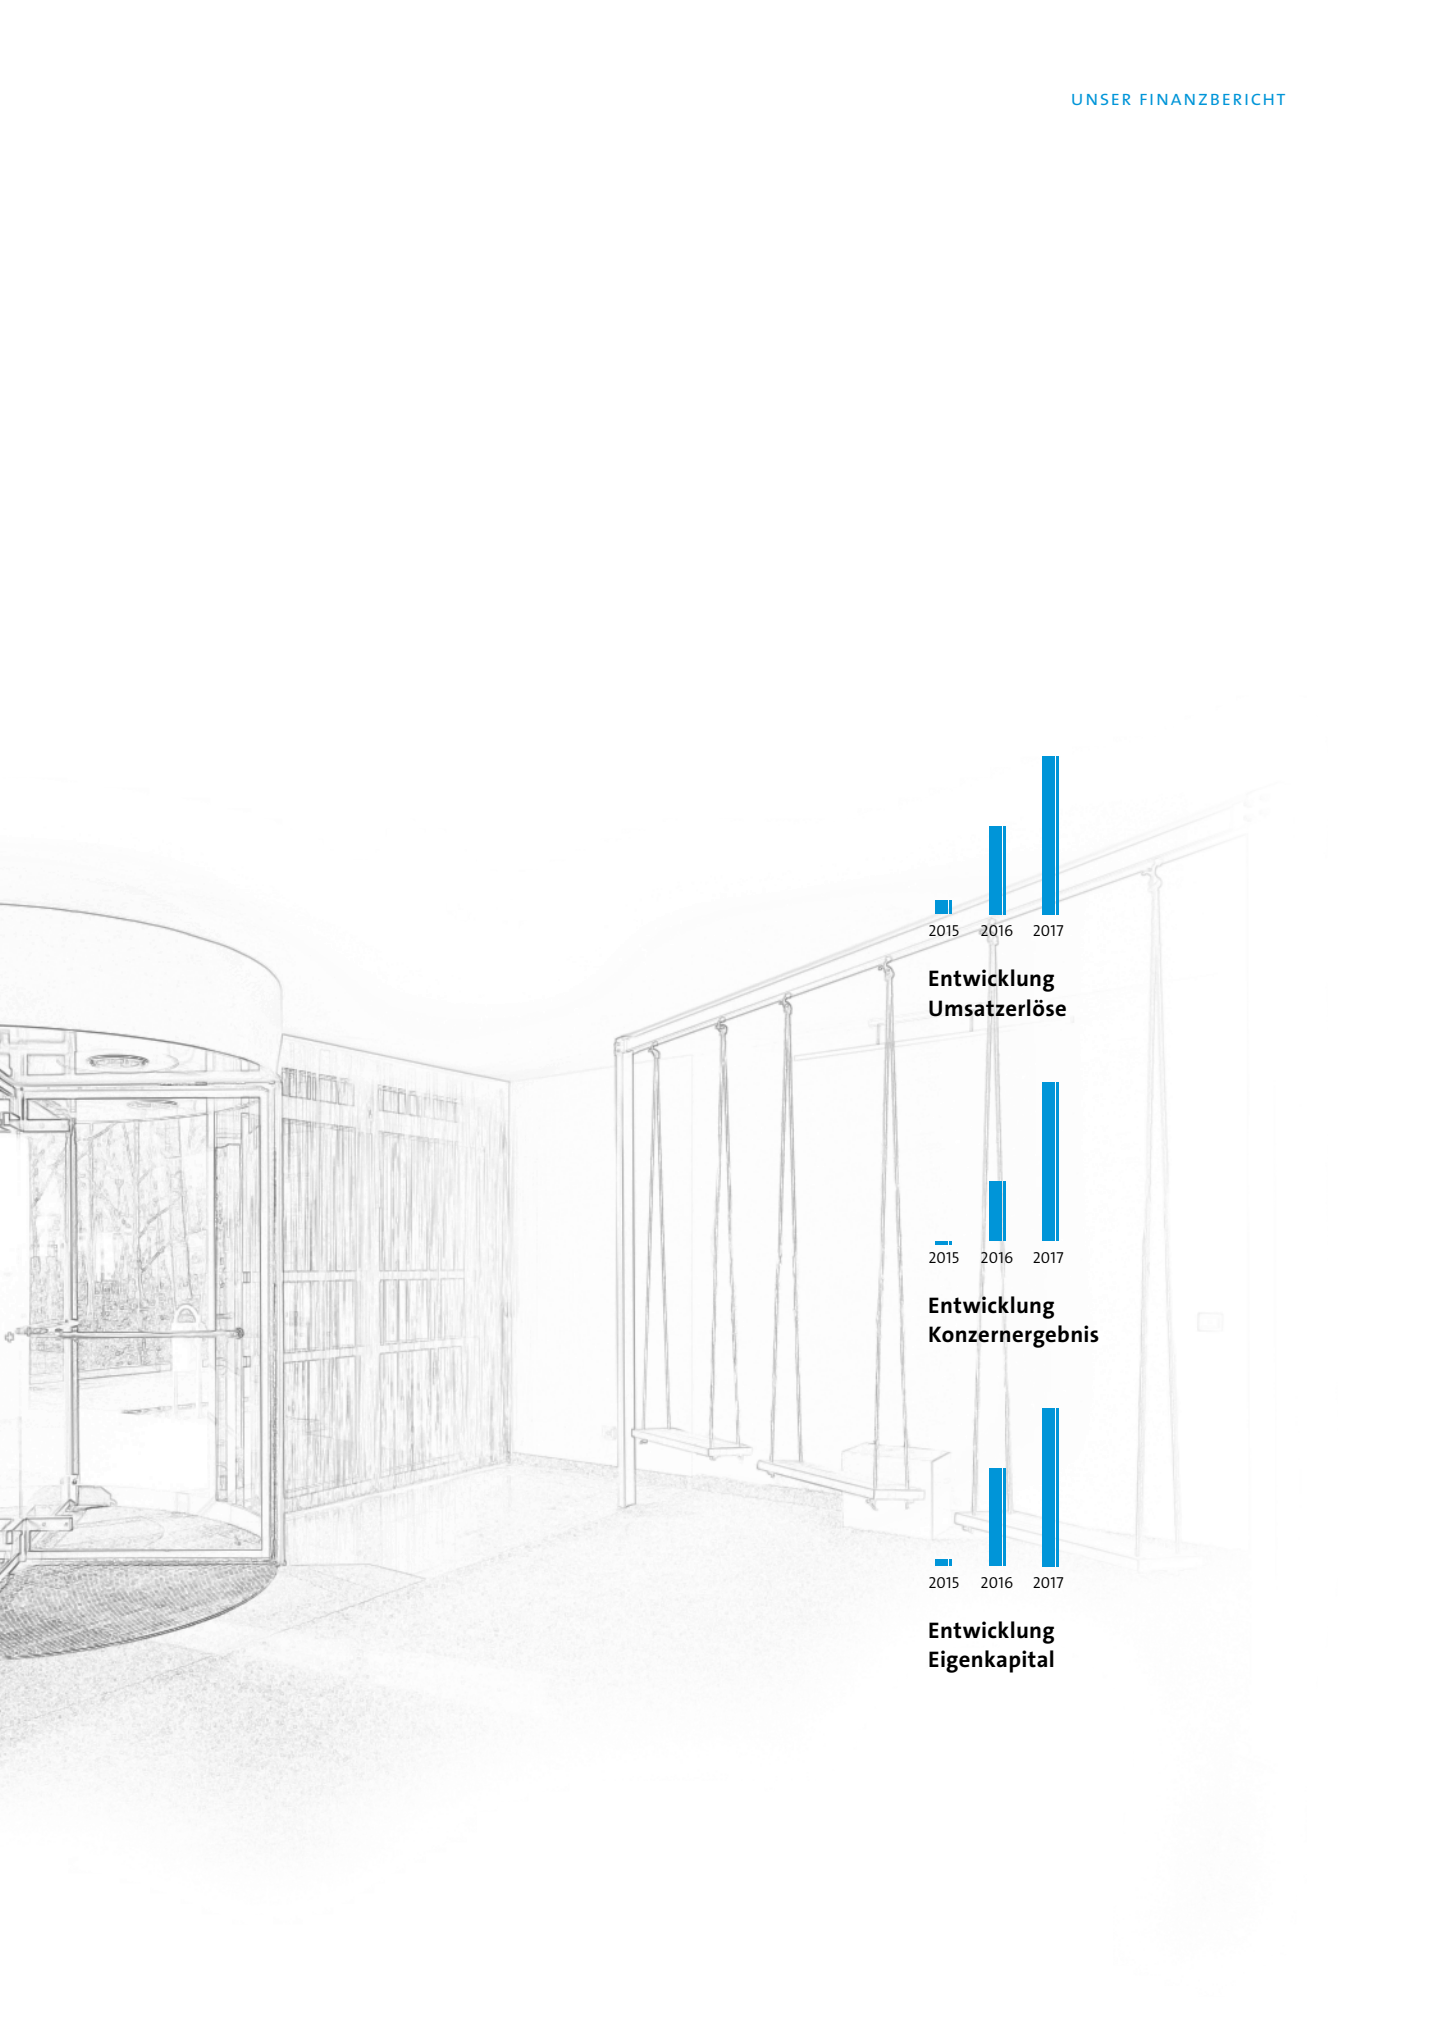 UNSER FINANZBERICHT
2015 2016 2017
Entwicklung
Umsatzerlöse
2015 2016 2017
Entwicklung
Konzernergebnis
2015 2016 2017
Entwicklung
Eigenkapital